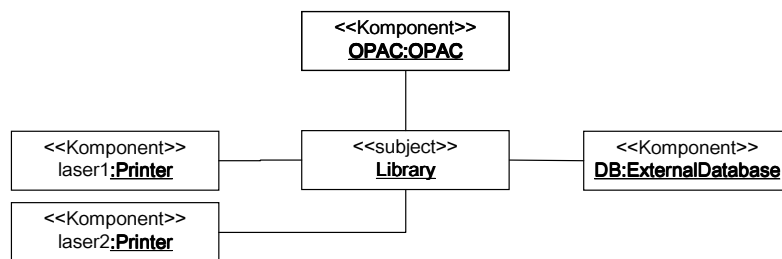 <<Komponent>>
OPAC:OPAC
<<Komponent>>
laser1:Printer
<<subject>>
Library
<<Komponent>>
DB:ExternalDatabase
<<Komponent>>
laser2:Printer